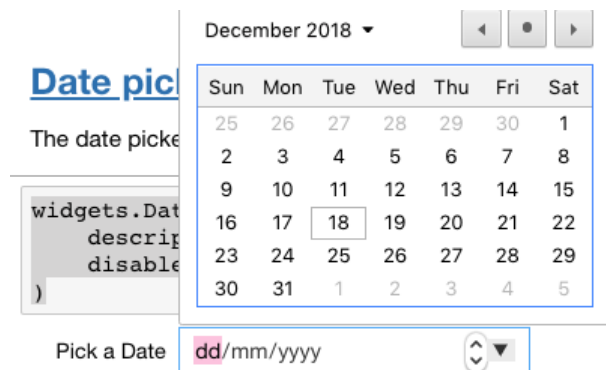 December 2018
Date pic
Sun Mon Tue Wed Thu Fri Sat
25 26 27 28 29 30 1
The date picke
2 3 4 5 6 7 8
9 10 11 12 13 14 15
widgets.Dat
16 17 18 19 20 21 22
descrip
23 24 25 26 27 28 29
disable
)
30 31 1 2 3 4 5
Pick a Date dd/mm/yyyy